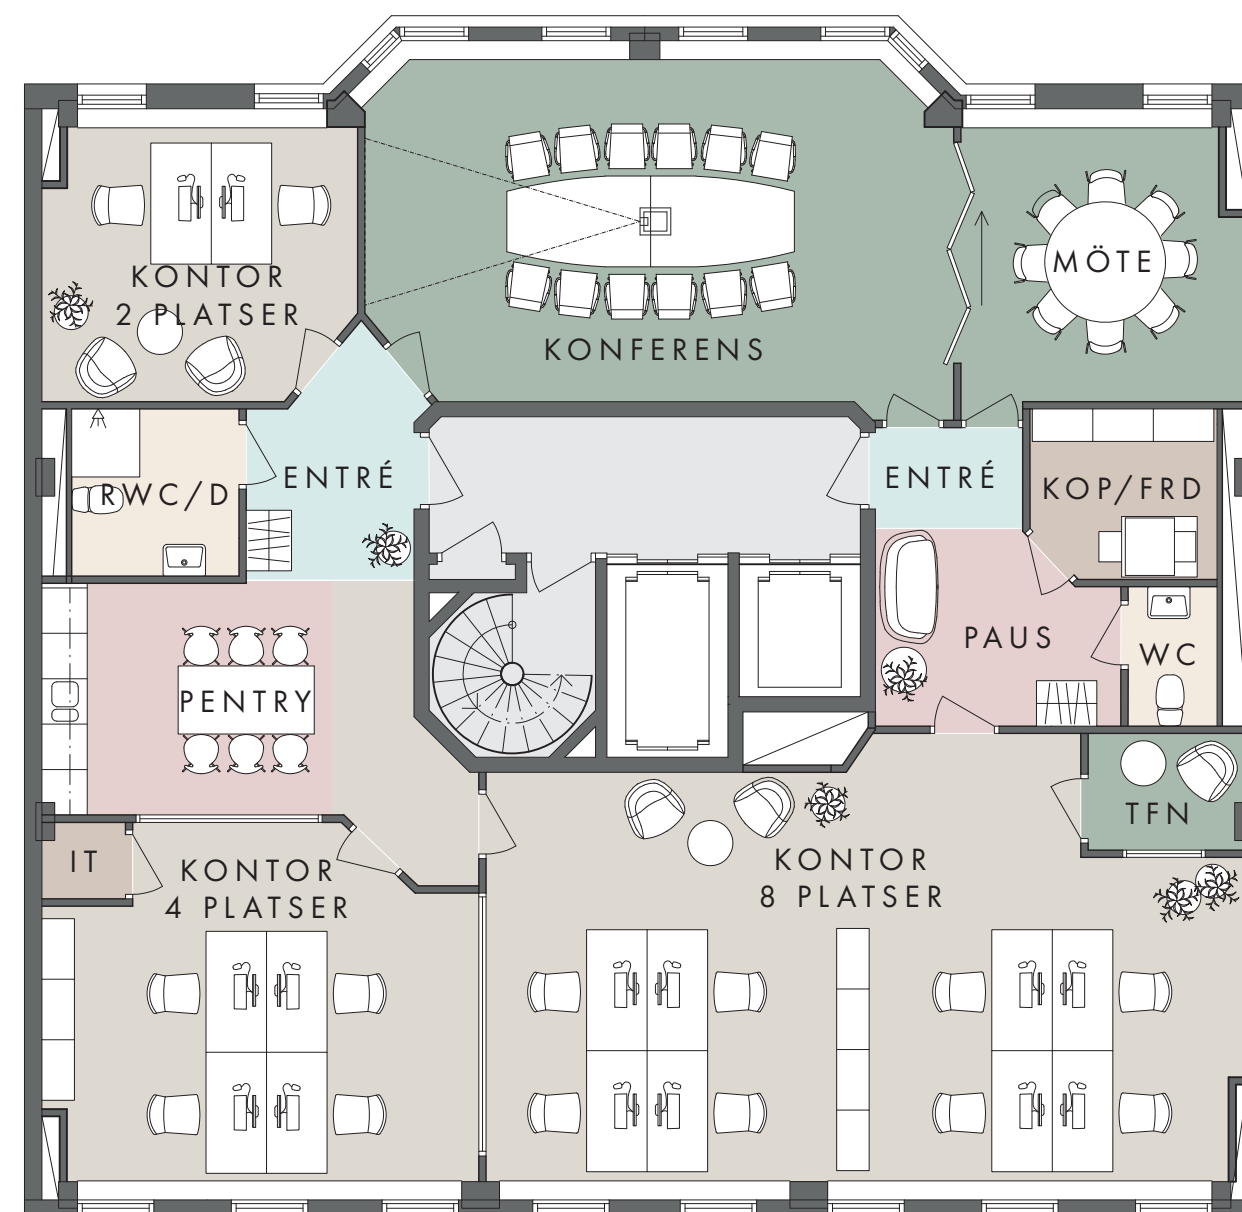 KONTOR
2 PLATSER
KONFERENS
MÖTE
RWC/D
ENTRÉ
ENTRÉ
KOP/FRD
PAUS
WC
PENTRY
TFN
IT
KONTOR
4 PLATSER
KONTOR
8 PLATSER